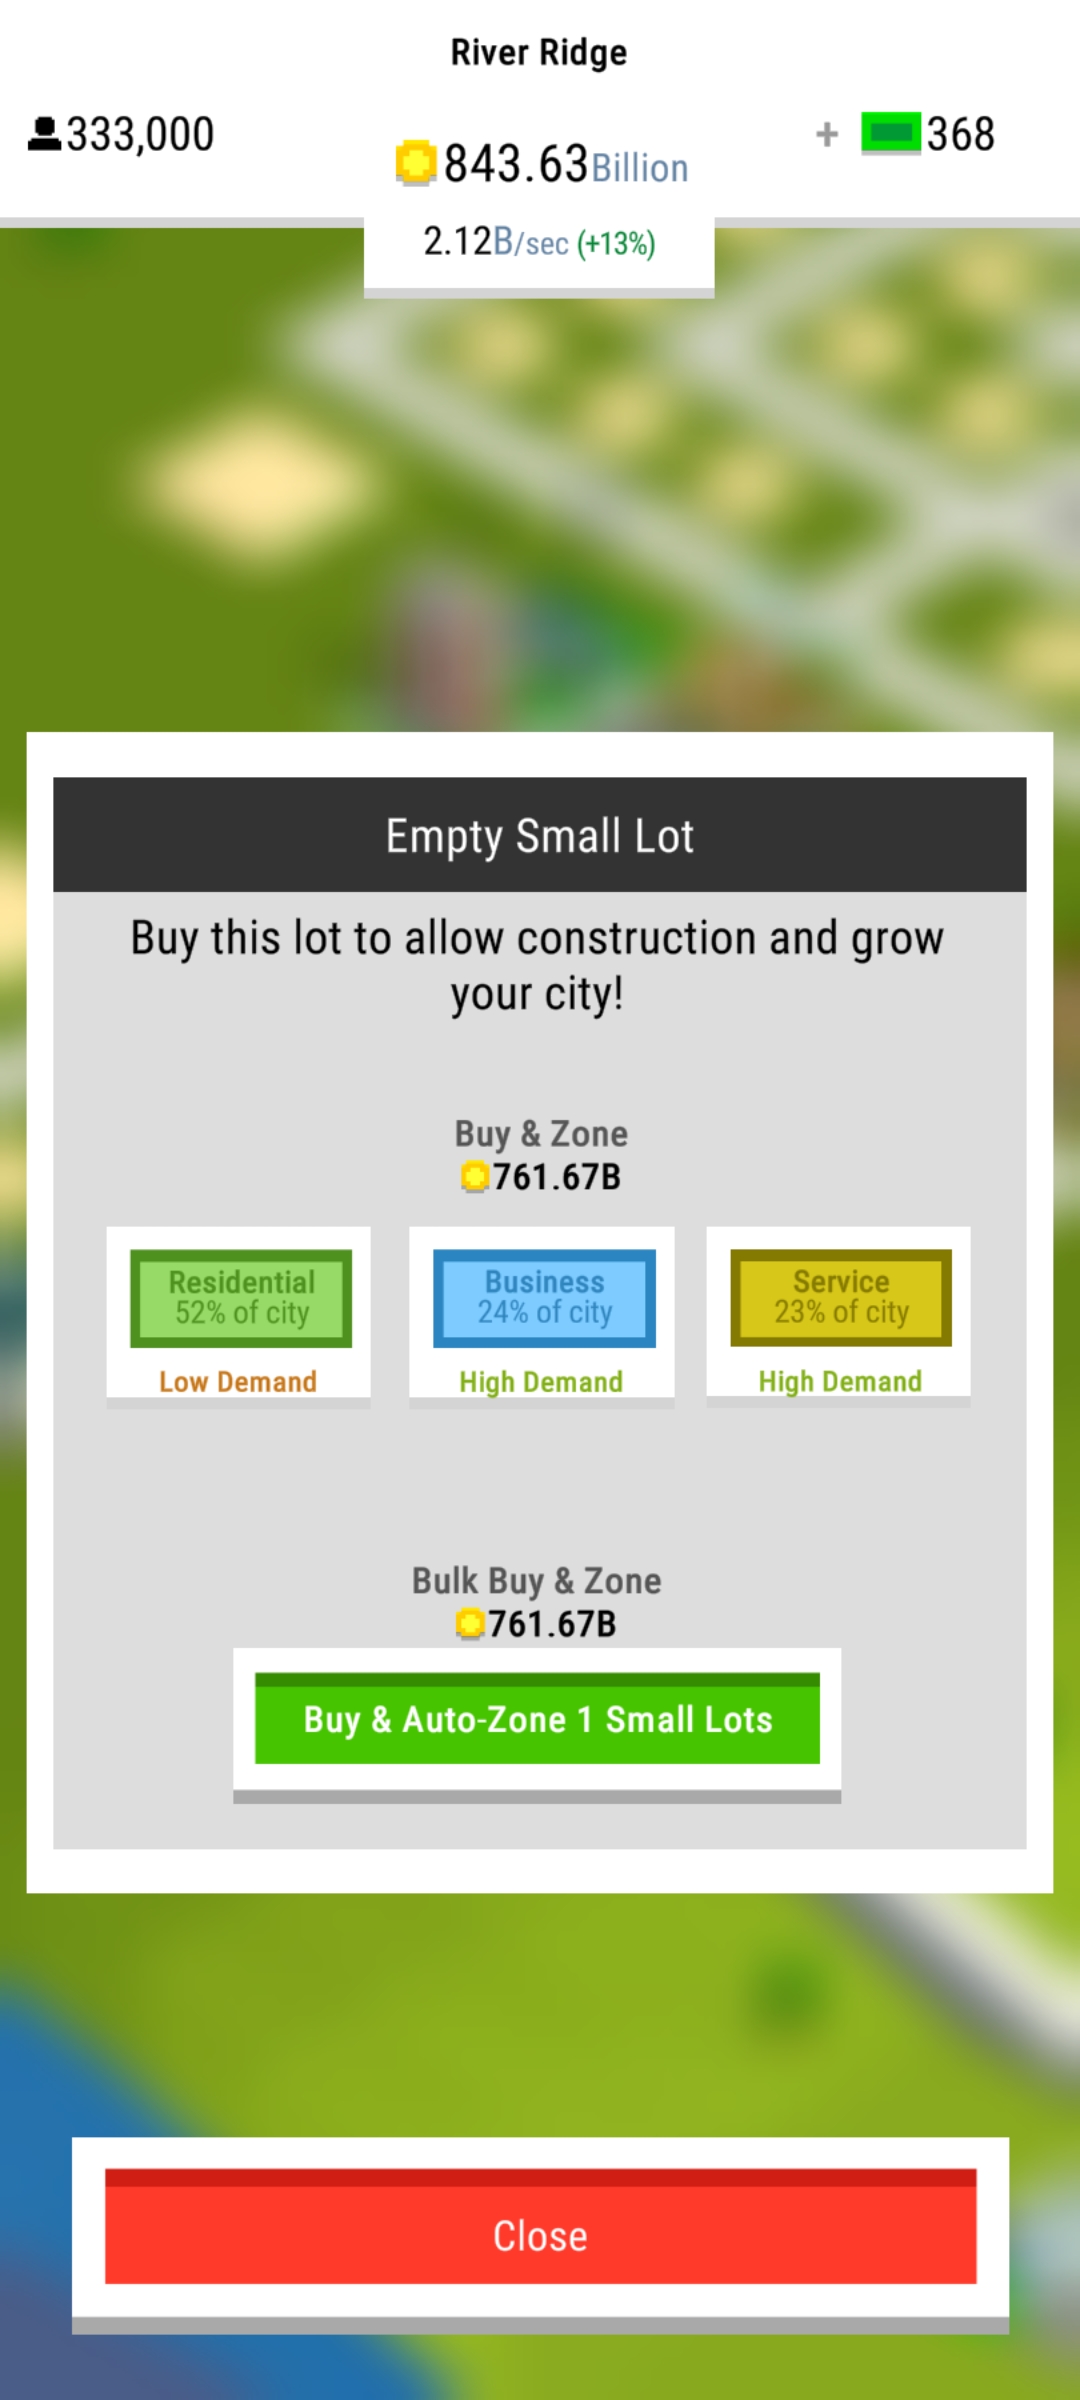 River Ridge
333,000
843.63Billion
+ 368
2.12B/sec (+13%)
Empty Small Lot
Buy this lot to allow construction and grow
your city!
Buy & Zone
761.67B
Residential
52% of city
Low Demand
Business
24% of city
High Demand
Service
23% of city
High Demand
Bulk Buy & Zone
761.67B
Buy & Auto-Zone 1 Small Lots
Close